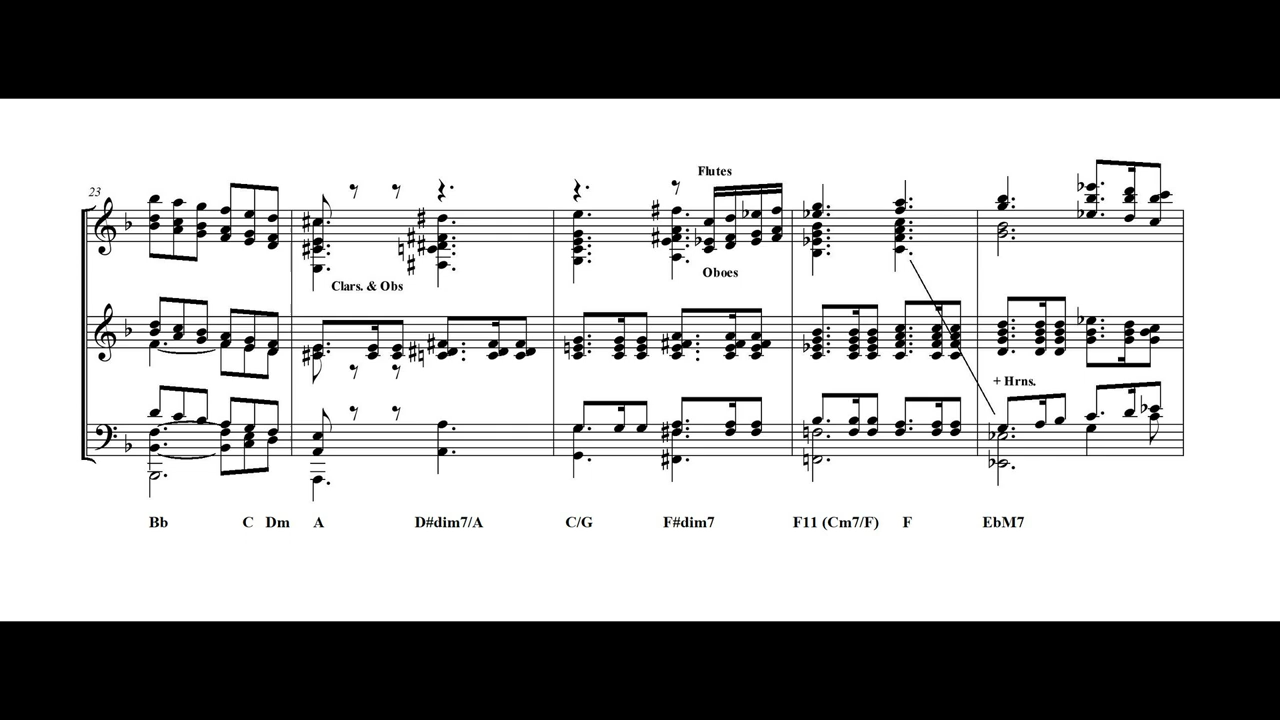 23
Flutes
Oboes
Clars. & Obs
+ Hrns.
Bb C Dm A D#dim7/A C/G F#dim7 F11 (Cm7/F) F EbM7